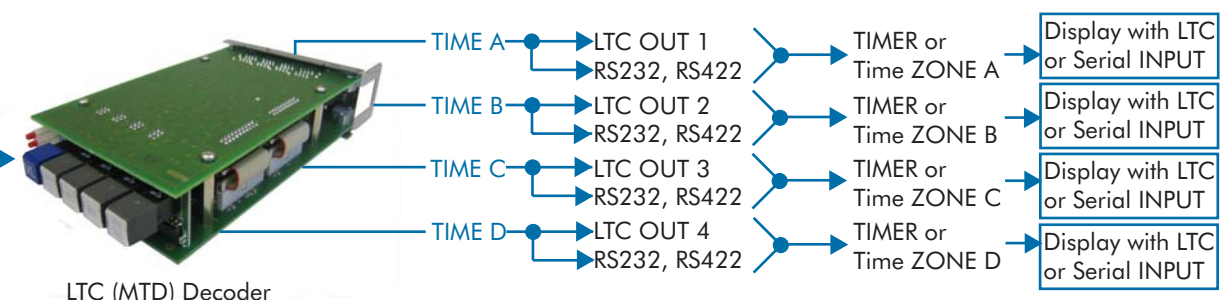 TIME A
LTC OUT 1
RS232, RS422
TIMER or
Time ZONE A
Display with LTC
or Serial INPUT
TIME B
LTC OUT 2
RS232, RS422
TIMER or
Time ZONE B
Display with LTC
or Serial INPUT
TIME C
LTC OUT 3
RS232, RS422
TIMER or
Time ZONE C
Display with LTC
or Serial INPUT
TIME D
LTC OUT 4
RS232, RS422
TIMER or
Time ZONE D
Display with LTC
or Serial INPUT
LTC (MTD) Decoder